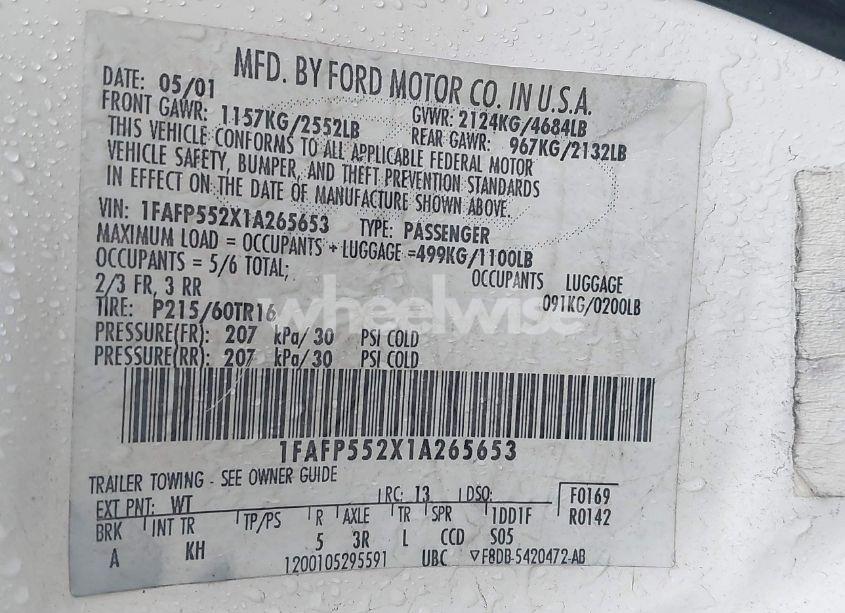 MFD. BY FORD MOTOR CO. IN U.S.A.
DATE: 05/01
GVWR: 2124KG/4684LB
FRONT GAWR: 1157KG/2552LB
REAR GAWR: 967KG/2132LB
THIS VEHICLE CONFORMS TO ALL APPLICABLE FEDERAL MOTOR
VEHICLE SAFETY, BUMPER, AND THEFT PREVENTION STANDARDS
IN EFFECT ON THE DATE OF MANUFACTURE SHOWN ABOVE.
VIN: 1FAFP552X1A265653 TYPE: PASSENGER
MAXIMUM LOAD = OCCUPANTS + LUGGAGE =499KG/1100LB
OCCUPANTS = 5/6 TOTAL; OCCUPANTS LUGGAGE
2/3 FR, 3 RR 091KG/0200LB
TIRE: P215/60TR16
wheelwise
PRESSURE(FR): 207 kPa/30 PSI COLD
PRESSURE(RR): 207 kPa/30 PSI COLD
1FAFP552X1A265653
TRAILER TOWING - SEE OWNER GUIDE
EXT PNT: WT RC: 13 DSO: F0169
BRK INT TR TP/PS R AXLE TR SPR 1DD1F R0142
A KH 5 3R L CCD S05
1200105295591 UBC ▽F8DB-5420472-AB